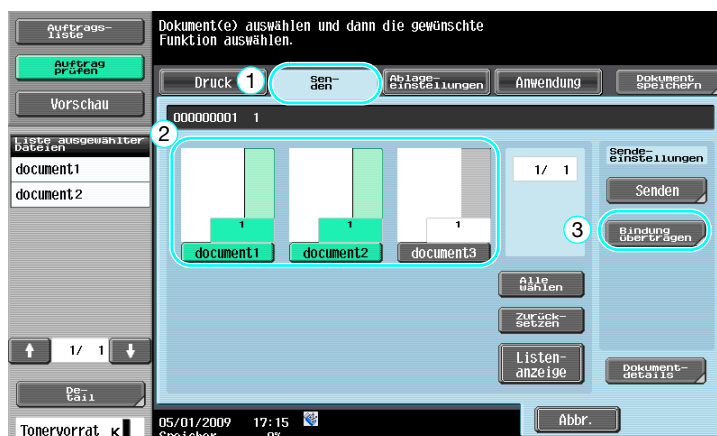 Auftrags-
liste
Auftrag
prüfen
Vorschau
Liste ausgewählter
Dateien
document1
document2
1/ 1
De-
tail
Tonervorrat K
Dokument(e) auswählen und dann die gewünschte
Funktion auswählen.
Druck
1
Sen-
den
Ablage-
einstellungen
Anwendung
Dokument
speichern
000000001 1
2
1
1
1
document1
document2
document3
1/ 1
Alle
wählen
Zurück-
setzen
Listen-
anzeige
Sende-
einstellungen
Senden
3
Bindung
übertragen
Dokument-
details
05/01/2009 17:15
Speicher 0%
Abbr.